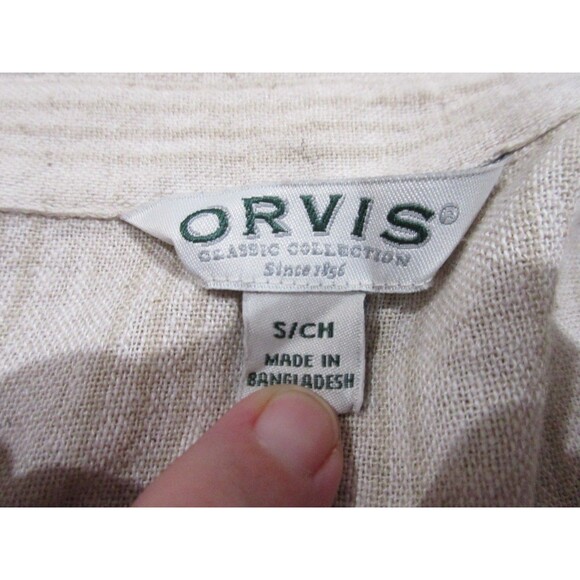 ORVIS®
CLASSIC COLLECTION
Since 1856
S/CH
MADE IN
BANGLADESH